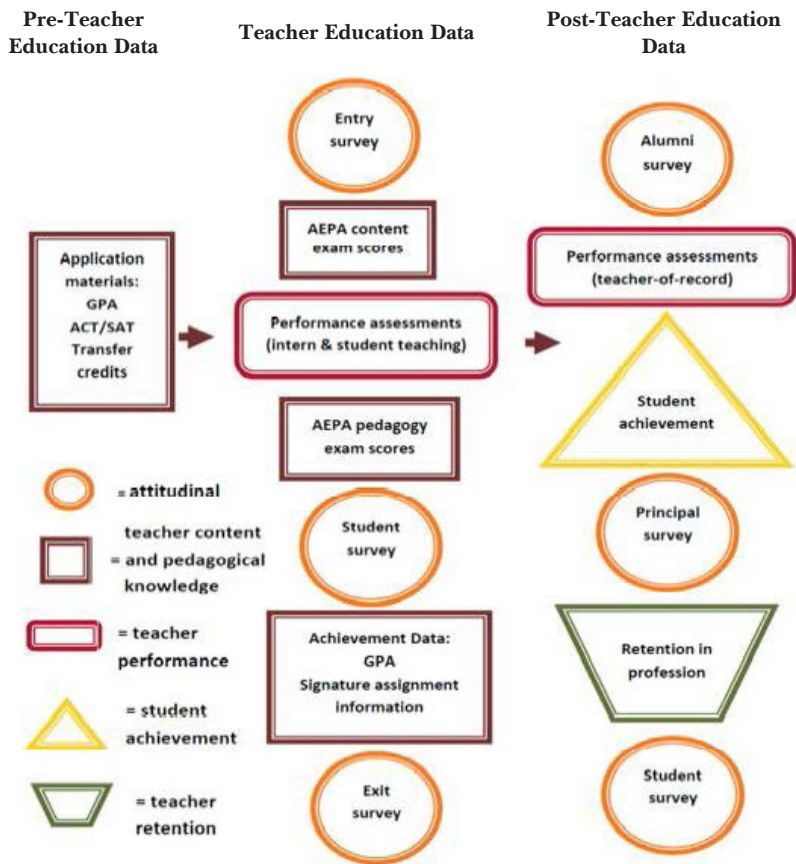 Pre-Teacher
Education Data
Teacher Education Data
Post-Teacher Education
Data
Application
materials:
GPA
ACT/SAT
Transfer
credits
Entry
survey
AEPA content
exam scores
Performance assessments
(intern & student teaching)
AEPA pedagogy
exam scores
Student
survey
Achievement Data:
GPA
Signature assignment
information
Exit
survey
Alumni
survey
Performance assessments
(teacher-of-record)
Student
achievement
Principal
survey
Retention in
profession
Student
survey
= attitudinal
teacher content
= and pedagogical
knowledge
= teacher
performance
= student
achievement
= teacher
retention